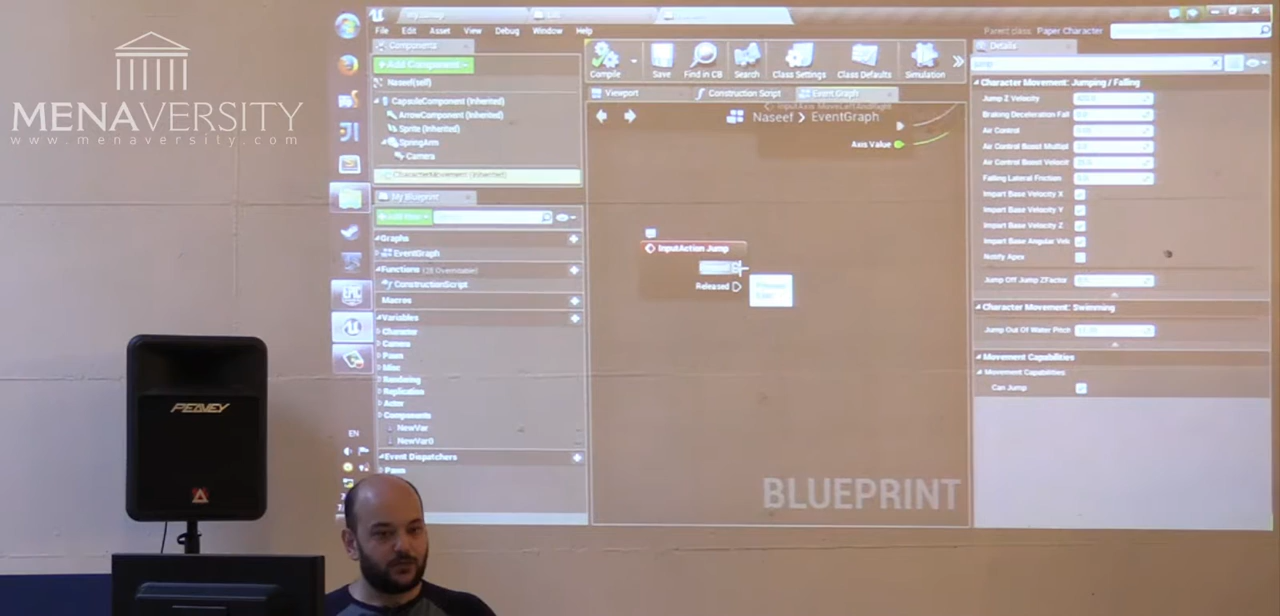 MENAVERSITY
www.menaversity.com
PEAVEY
File Edit Asset View Debug Window Help
Parent class: Paper Character
Components
+Add Component
Naseef(self)
CapsuleComponent (Inherited)
ArrowComponent (Inherited)
Sprite (Inherited)
SpringArm
Camera
CharacterMovement (Inherited)
My Blueprint
+Add New
Graphs
EventGraph
Functions (18 Overridable)
ConstructionScript
Macros
Variables
Character
Camera
Pawn
Misc
Rendering
Replication
Actor
Components
NewVar
NewVar0
Event Dispatchers
Pawn
EN
Compile Save Find in CB Search Class Settings Class Defaults Simulation
Viewport Construction Script Event Graph
InputAxis MoveLeftAndRight
Naseef > EventGraph
Axis Value
InputAction Jump
Released
BLUEPRINT
Details
jump
Character Movement: Jumping / Falling
Jump Z Velocity
Braking Deceleration Fall
Air Control
Air Control Boost Multipl
Air Control Boost Velocit
Falling Lateral Friction
Impart Base Velocity X
Impart Base Velocity Y
Impart Base Velocity Z
Impart Base Angular Velo
Notify Apex
Jump Off Jump ZFactor
Character Movement: Swimming
Jump Out Of Water Pitch
Movement Capabilities
Movement Capabilities
Can Jump